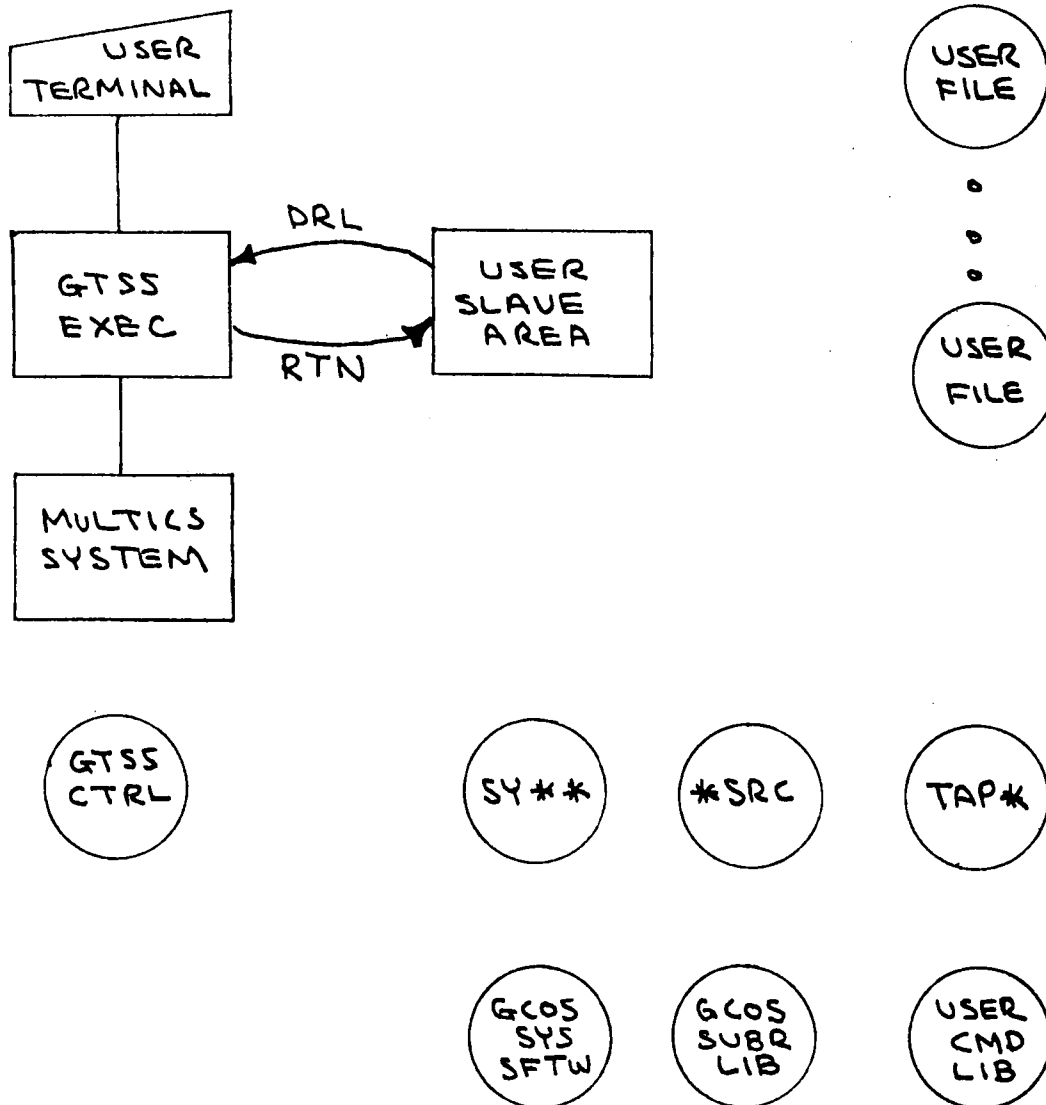 USER
TERMINAL
USER
FILE
DRL
GTSS
EXEC
USER
SLAVE
AREA
RTN
USER
FILE
MULTICS
SYSTEM
GTSS
CTRL
SY**
*SRC
TAP*
GCOS
SYS
SFTW
GCOS
SUBR
LIB
USER
CMD
LIB